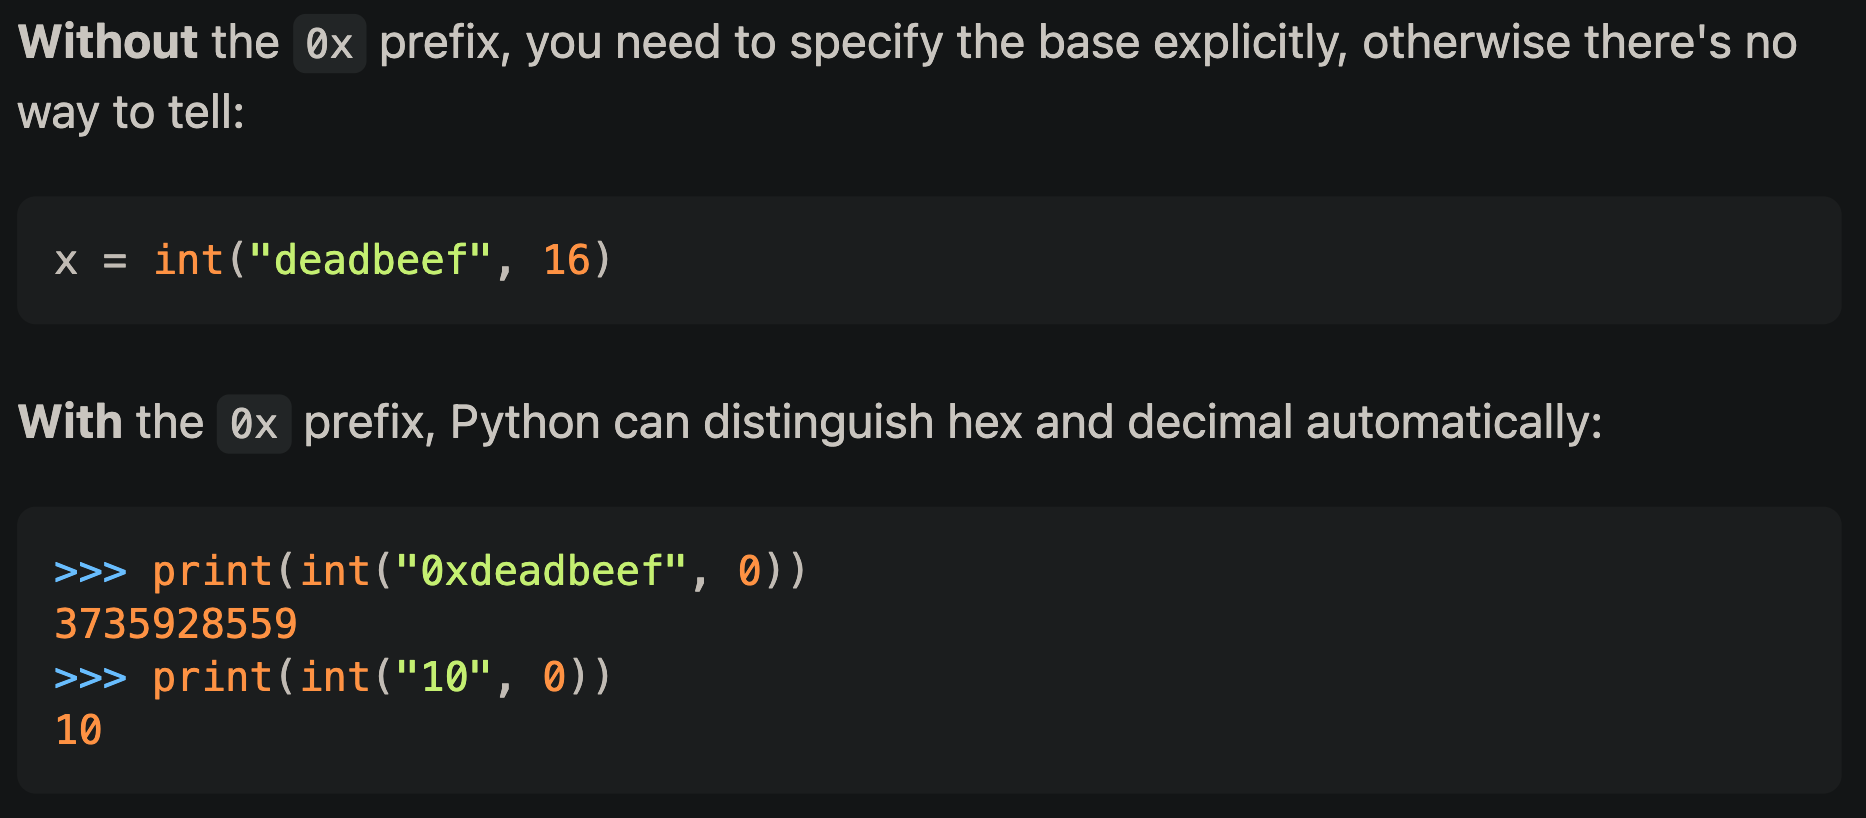 Without the 0x prefix, you need to specify the base explicitly, otherwise there's no
way to tell:
x = int("deadbeef", 16)
With the 0x prefix, Python can distinguish hex and decimal automatically:
>>> print(int("0xdeadbeef", 0))
3735928559
>>> print(int("10", 0))
10